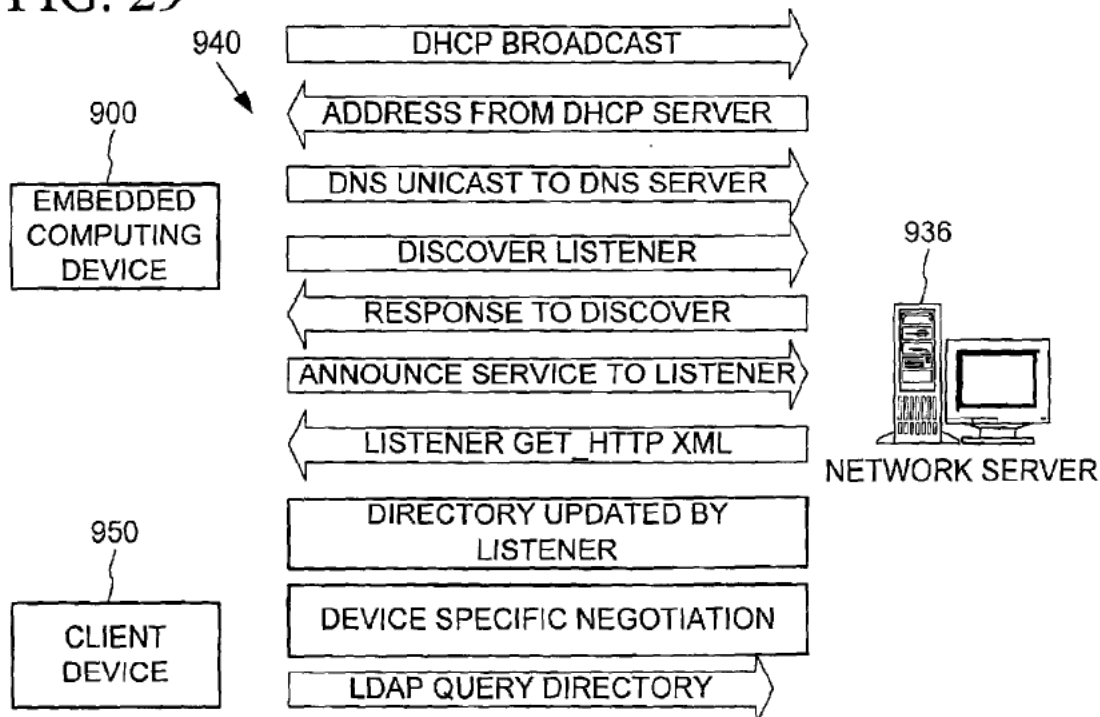 FIG. 29
940
DHCP BROADCAST
ADDRESS FROM DHCP SERVER
900
EMBEDDED
COMPUTING
DEVICE
DNS UNICAST TO DNS SERVER
DISCOVER LISTENER
936
RESPONSE TO DISCOVER
ANNOUNCE SERVICE TO LISTENER
LISTENER GET_HTTP XML
NETWORK SERVER
DIRECTORY UPDATED BY
LISTENER
950
CLIENT
DEVICE
DEVICE SPECIFIC NEGOTIATION
LDAP QUERY DIRECTORY